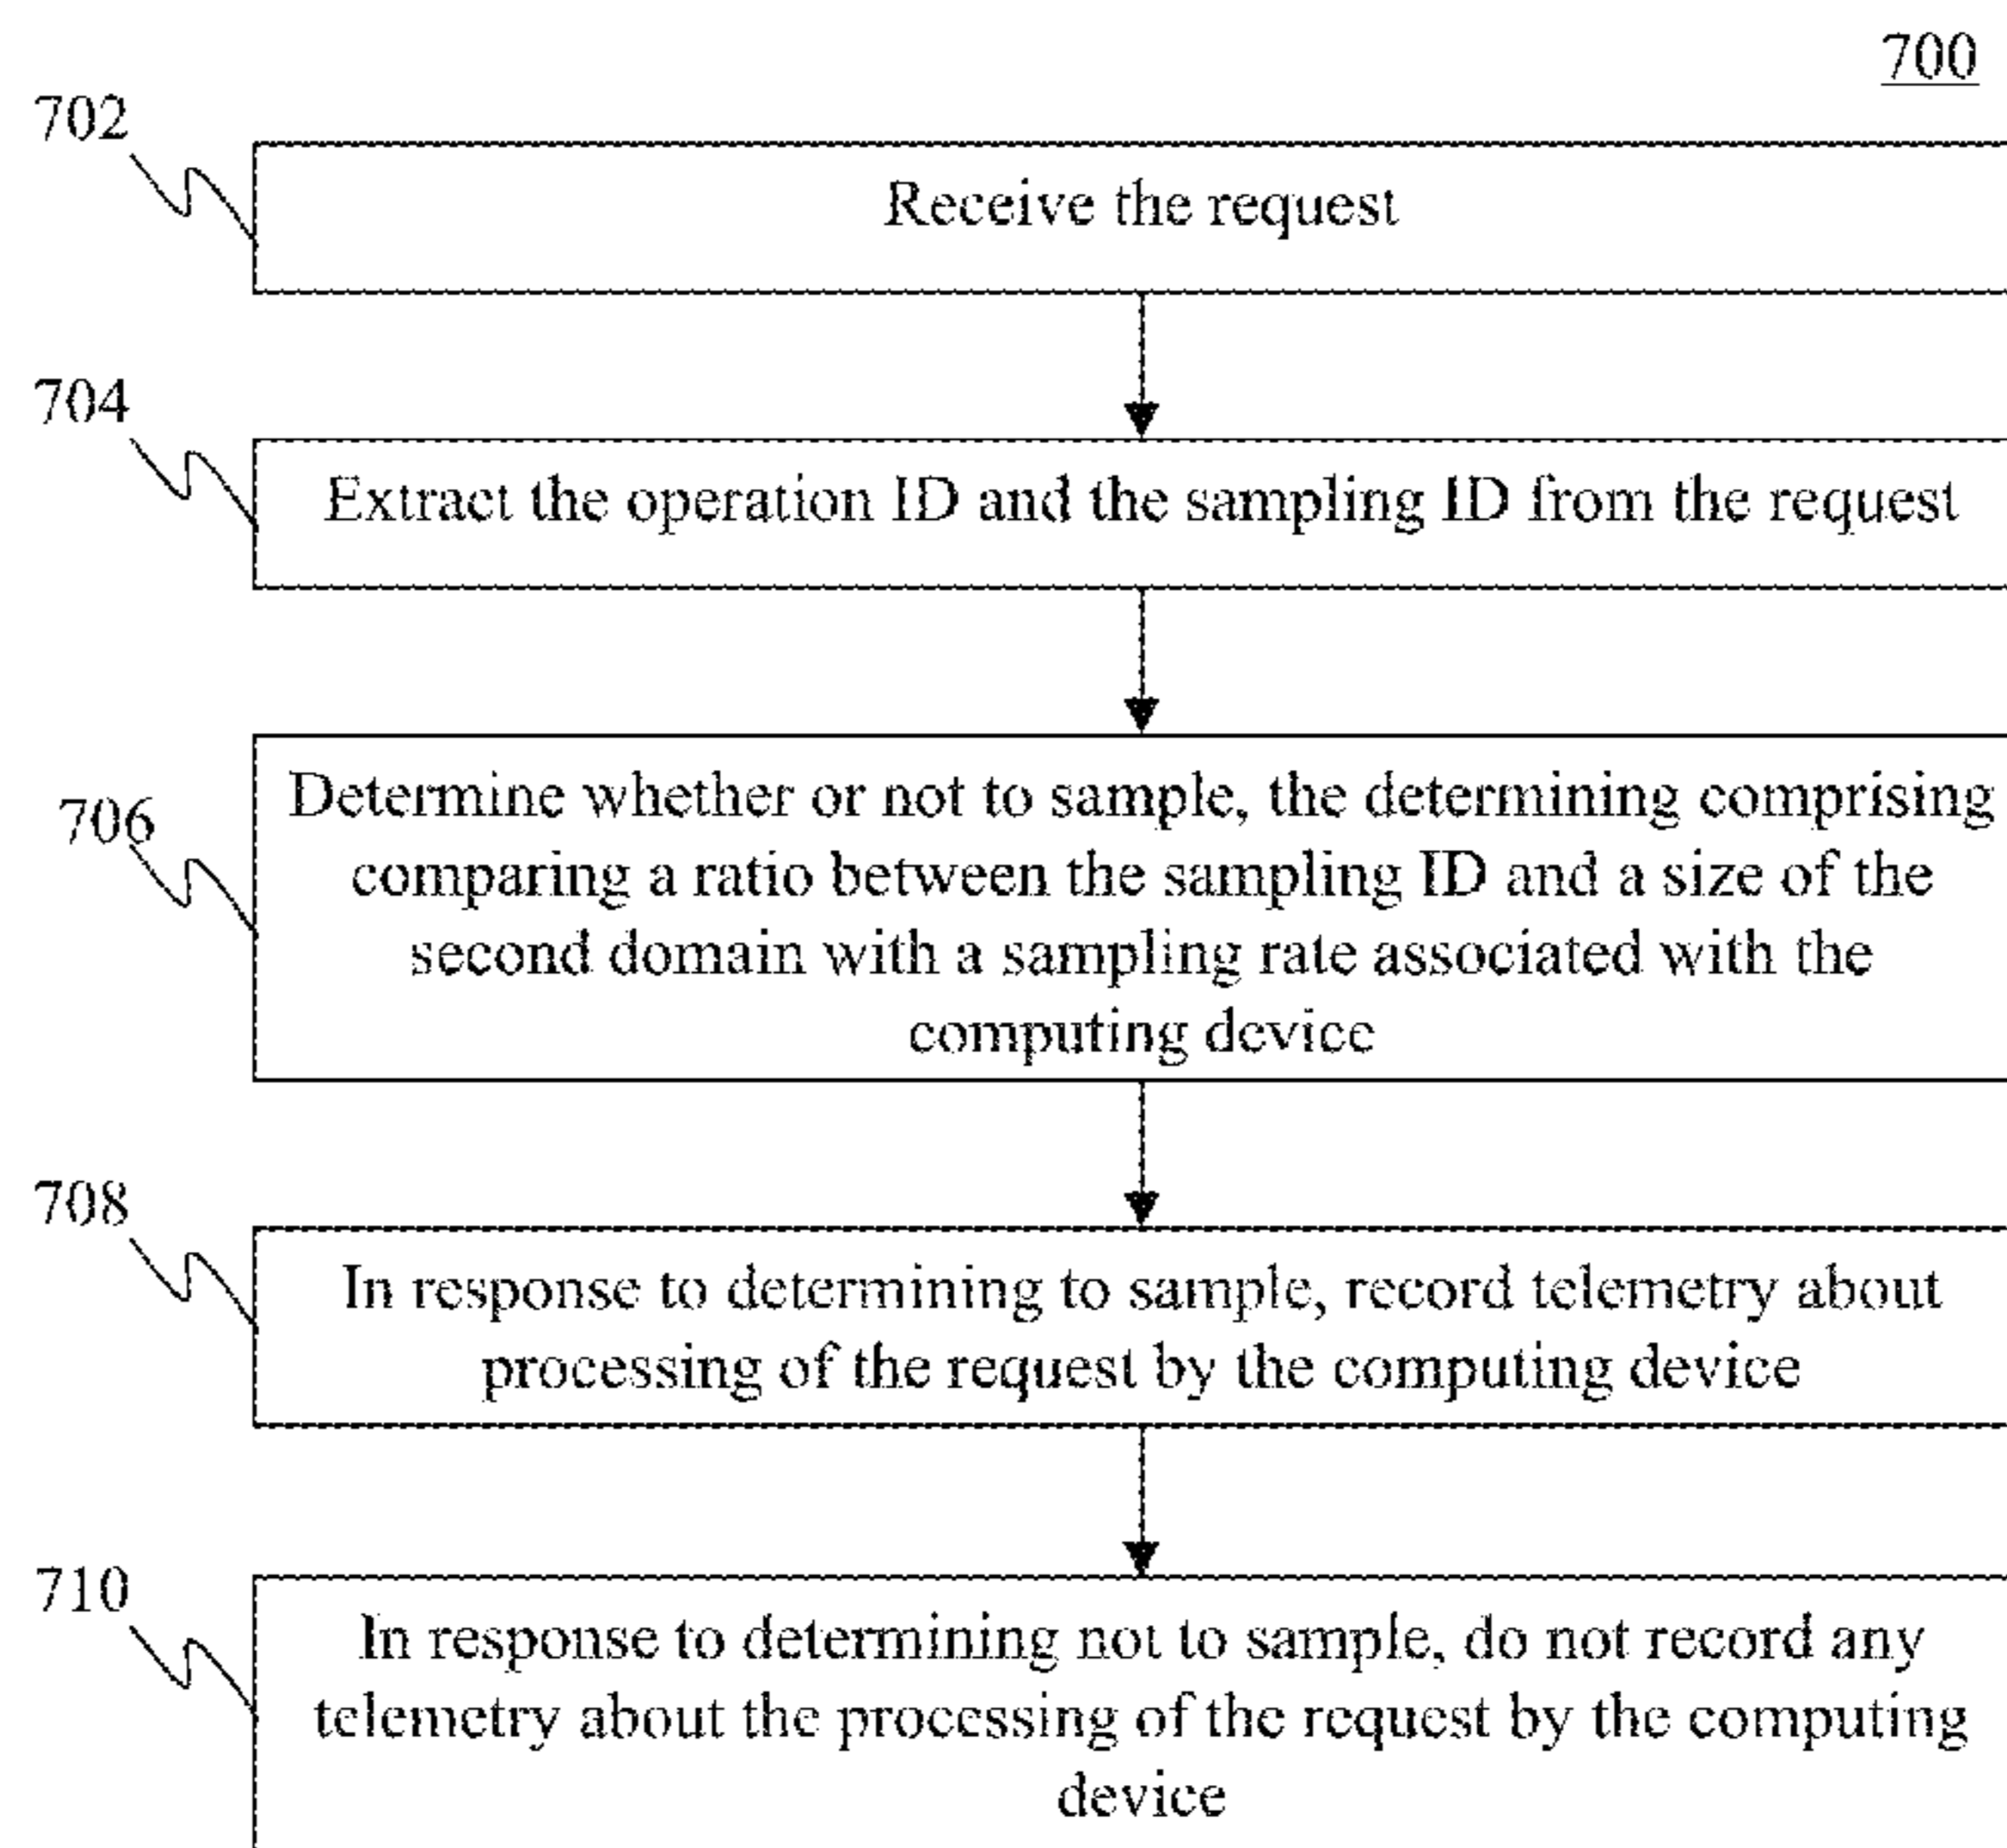 700
702
Receive the request
704
Extract the operation ID and the sampling ID from the request
706
Determine whether or not to sample, the determining comprising
comparing a ratio between the sampling ID and a size of the
second domain with a sampling rate associated with the
computing device
708
In response to determining to sample, record telemetry about
processing of the request by the computing device
710
In response to determining not to sample, do not record any
telemetry about the processing of the request by the computing
device